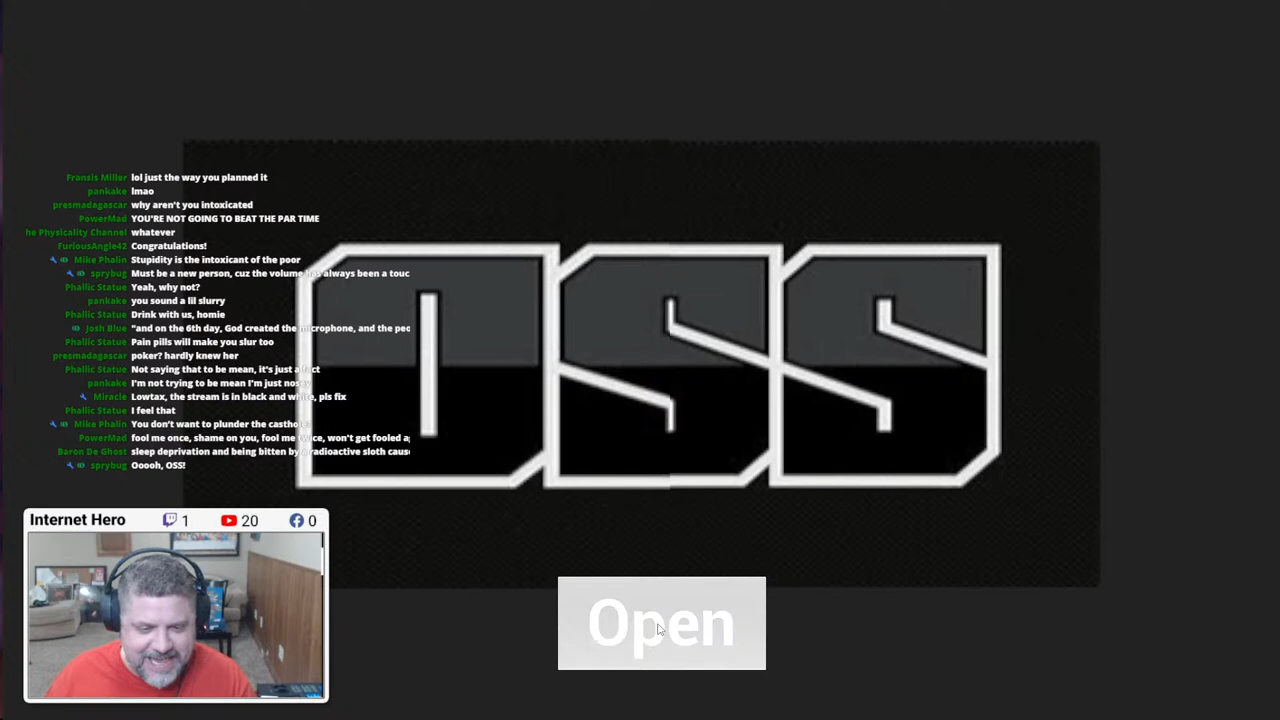 Fransis Miller lol just the way you planned it
pankake lmao
presmadagascar why aren't you intoxicated
PowerMad YOU'RE NOT GOING TO BEAT THE PAR TIME
he Physicality Channel whatever
FuriousAngle42 Congratulations!
Mike Phalin Stupidity is the intoxicant of the poor
sprybug Must be a new person, cuz the volume has always been a touc
Phallic Statue Yeah, why not?
pankake you sound a lil slurry
Phallic Statue Drink with us, homie
Josh Blue "and on the 6th day, God created the microphone, and the peo
Phallic Statue Pain pills will make you slur too
presmadagascar poker? hardly knew her
Phallic Statue Not saying that to be mean, it's just a fact
pankake I'm not trying to be mean I'm just nosey
Miracle Lowtax, the stream is in black and white, pls fix
Phallic Statue I feel that
Mike Phalin You don't want to plunder the casthole
PowerMad fool me once, shame on you, fool me twice, won't get fooled ag
Baron De Ghost sleep deprivation and being bitten by a radioactive sloth cause
sprybug Ooooh, OSS!
OSS
Internet Hero 1 20 0
Open